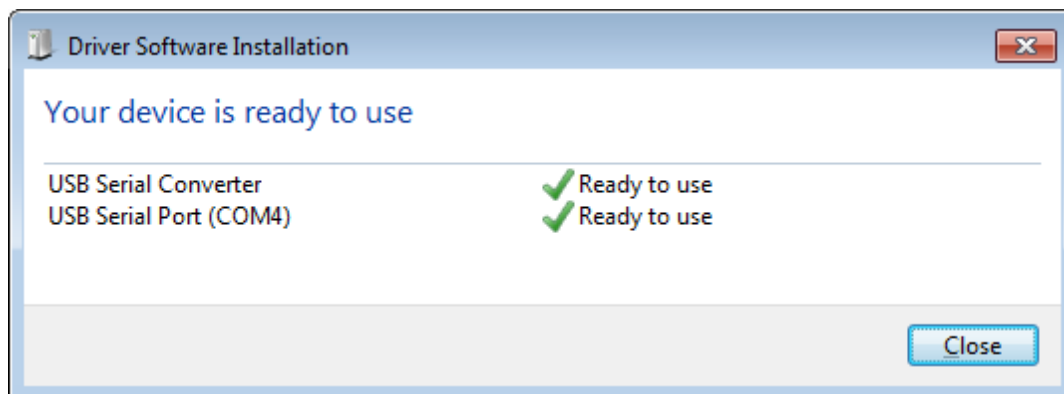 Driver Software Installation
Your device is ready to use
USB Serial Converter Ready to use
USB Serial Port (COM4) Ready to use
Close